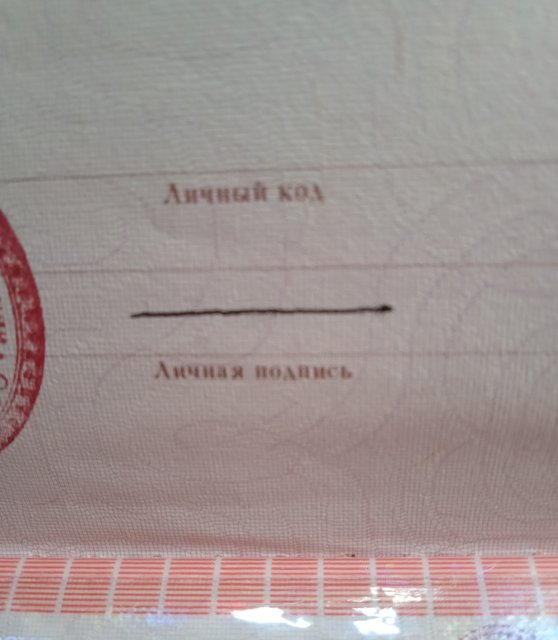 Личный код
Личная подпись